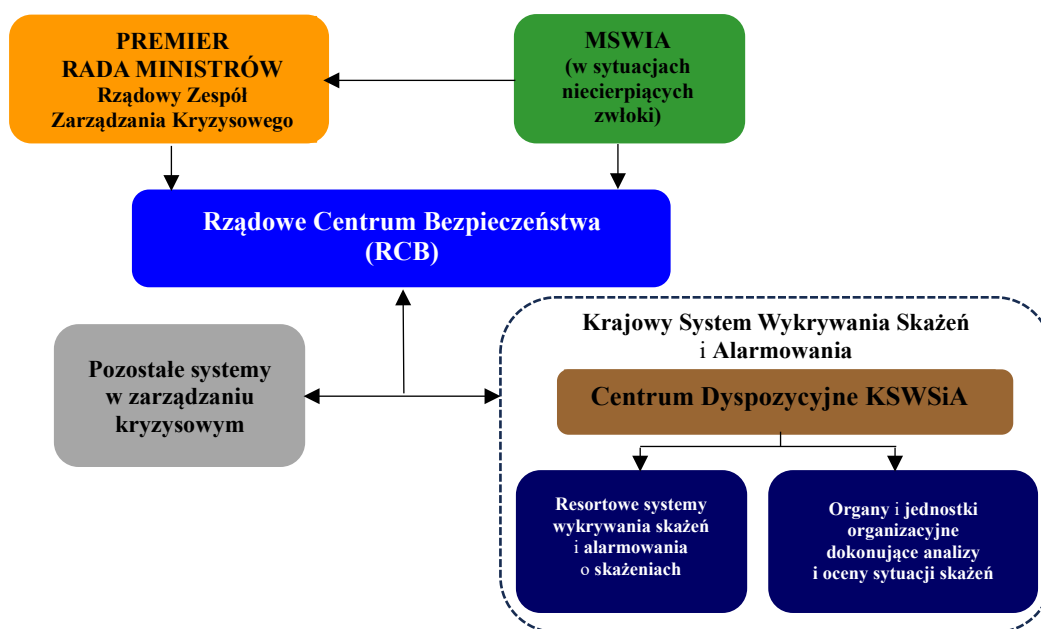 PREMIER
RADA MINISTRÓW
Rządowy Zespół
Zarządzania Kryzysowego
MSWIA
(w sytuacjach
niecierpiących
zwłoki)
Rządowe Centrum Bezpieczeństwa
(RCB)
Pozostałe systemy
w zarządzaniu
kryzysowym
Krajowy System Wykrywania Skażeń
i Alarmowania
Centrum Dyspozycyjne KSWSiA
Resortowe systemy
wykrywania skażeń
i alarmowania
o skażeniach
Organy i jednostki
organizacyjne
dokonujące analizy
i oceny sytuacji skażeń